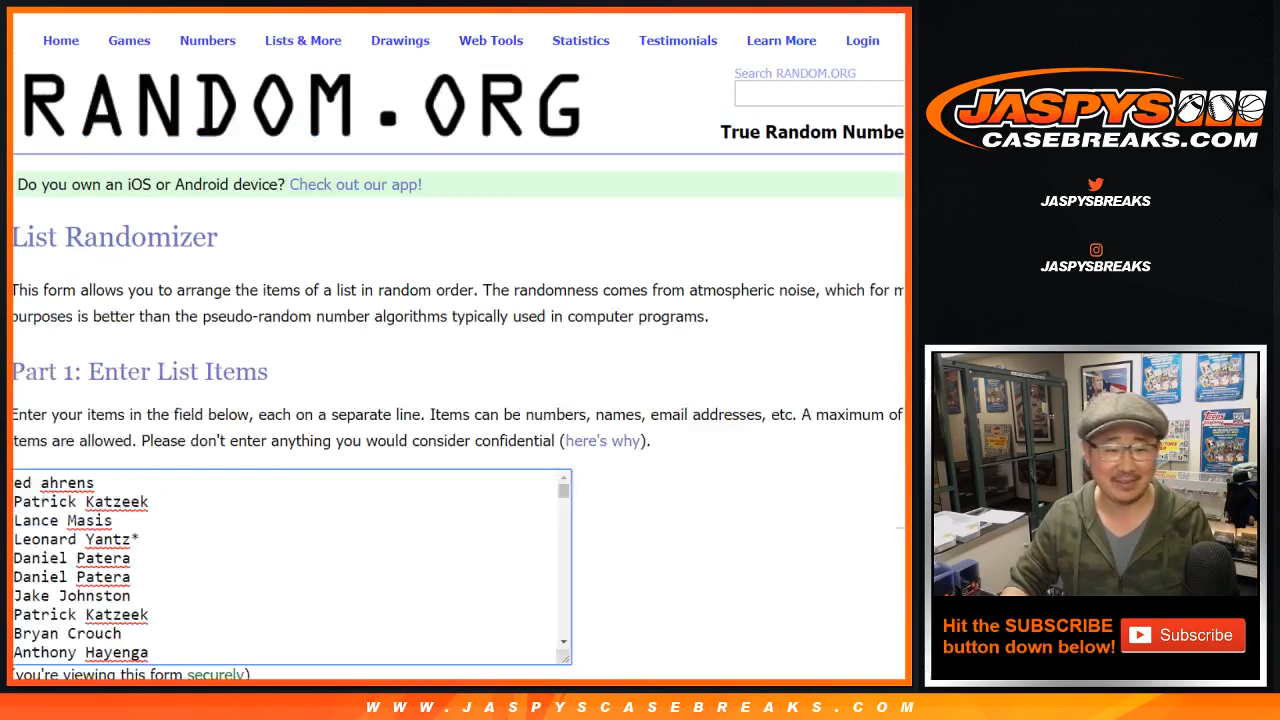 Home Games Numbers Lists & More Drawings Web Tools Statistics Testimonials Learn More Login
RANDOM.ORG
Search RANDOM.ORG
True Random Numbe
Do you own an iOS or Android device? Check out our app!
List Randomizer
This form allows you to arrange the items of a list in random order. The randomness comes from atmospheric noise, which for m
purposes is better than the pseudo-random number algorithms typically used in computer programs.
Part 1: Enter List Items
Enter your items in the field below, each on a separate line. Items can be numbers, names, email addresses, etc. A maximum of
items are allowed. Please don't enter anything you would consider confidential (here's why).
ed ahrens
Patrick Katzeek
Lance Masis
Leonard Yantz*
Daniel Patera
Daniel Patera
Jake Johnston
Patrick Katzeek
Bryan Crouch
Anthony Hayenga
(you're viewing this form securely)
JASPYS
CASEBREAKS.COM
JASPYSBREAKS
JASPYSBREAKS
Hit the SUBSCRIBE
button down below!
Subscribe
WWW.JASPYSCASEBREAKS.COM